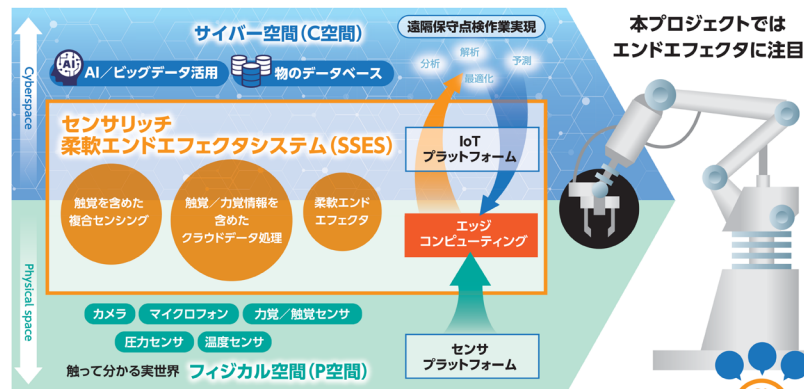 Cyberspace
サイバー空間（C空間）
AI
AI／ビッグデータ活用
物のデータベース
遠隔保守点検作業実現
分析
解析
予測
最適化
本プロジェクトでは
エンドエフェクタに注目
センサリッチ
柔軟エンドエフェクタシステム（SSES）
触覚を含めた
複合センシング
触覚／力覚情報を
含めた
クラウドデータ処理
柔軟エンド
エフェクタ
IoT
プラットフォーム
エッジ
コンピューティング
Physical space
カメラ
マイクロフォン
力覚／触覚センサ
圧力センサ
温度センサ
触って分かる実世界
フィジカル空間（P空間）
センサ
プラットフォーム